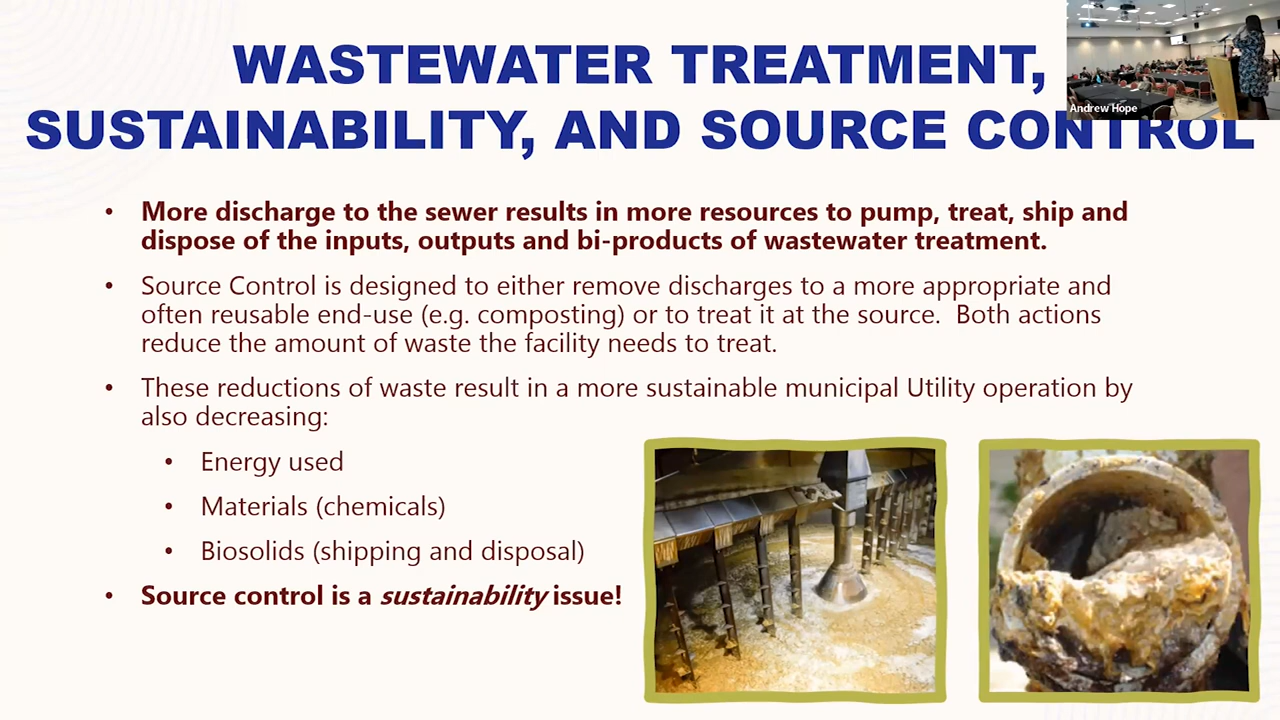 WASTEWATER TREATMENT,
SUSTAINABILITY, AND SOURCE CONTROL
Andrew Hope
• More discharge to the sewer results in more resources to pump, treat, ship and
dispose of the inputs, outputs and bi-products of wastewater treatment.
• Source Control is designed to either remove discharges to a more appropriate and
often reusable end-use (e.g. composting) or to treat it at the source. Both actions
reduce the amount of waste the facility needs to treat.
• These reductions of waste result in a more sustainable municipal Utility operation by
also decreasing:
• Energy used
• Materials (chemicals)
• Biosolids (shipping and disposal)
• Source control is a sustainability issue!